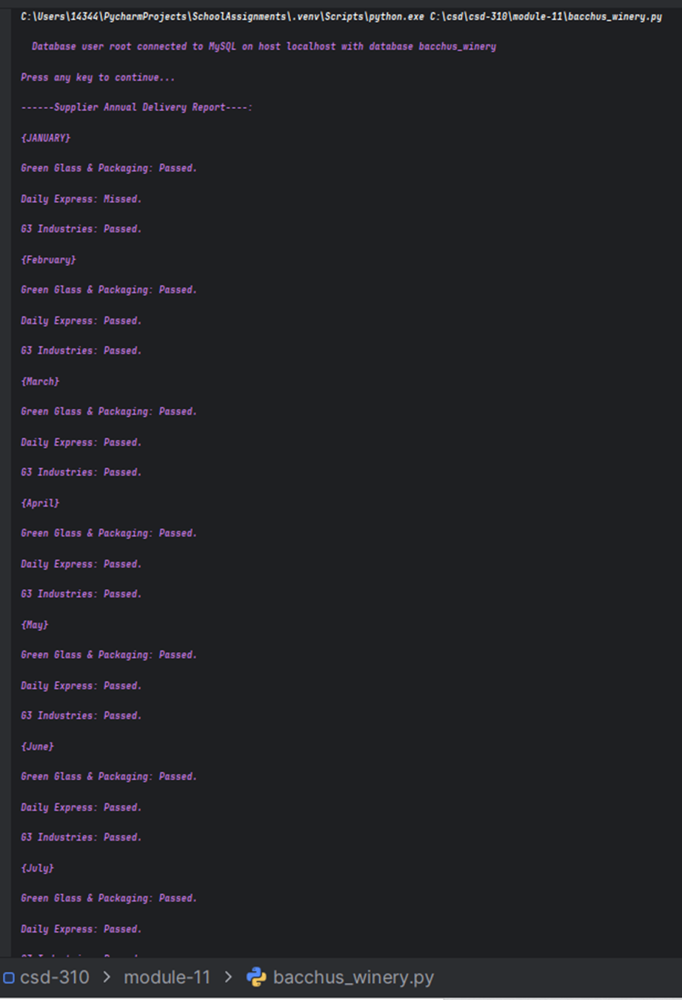 C:\Users\14344\PycharmProjects\SchoolAssignments\.venv\Scripts\python.exe C:\csd\csd-310\module-11\bacchus_winery.py
Database user root connected to MySQL on host localhost with database bacchus_winery
Press any key to continue...
------Supplier Annual Delivery Report----:
{JANUARY}
Green Glass & Packaging: Passed.
Daily Express: Missed.
G3 Industries: Passed.
{February}
Green Glass & Packaging: Passed.
Daily Express: Passed.
G3 Industries: Passed.
{March}
Green Glass & Packaging: Passed.
Daily Express: Passed.
G3 Industries: Passed.
{April}
Green Glass & Packaging: Passed.
Daily Express: Passed.
G3 Industries: Passed.
{May}
Green Glass & Packaging: Passed.
Daily Express: Passed.
G3 Industries: Passed.
{June}
Green Glass & Packaging: Passed.
Daily Express: Passed.
G3 Industries: Passed.
{July}
Green Glass & Packaging: Passed.
Daily Express: Passed.
csd-310 > module-11 > bacchus_winery.py